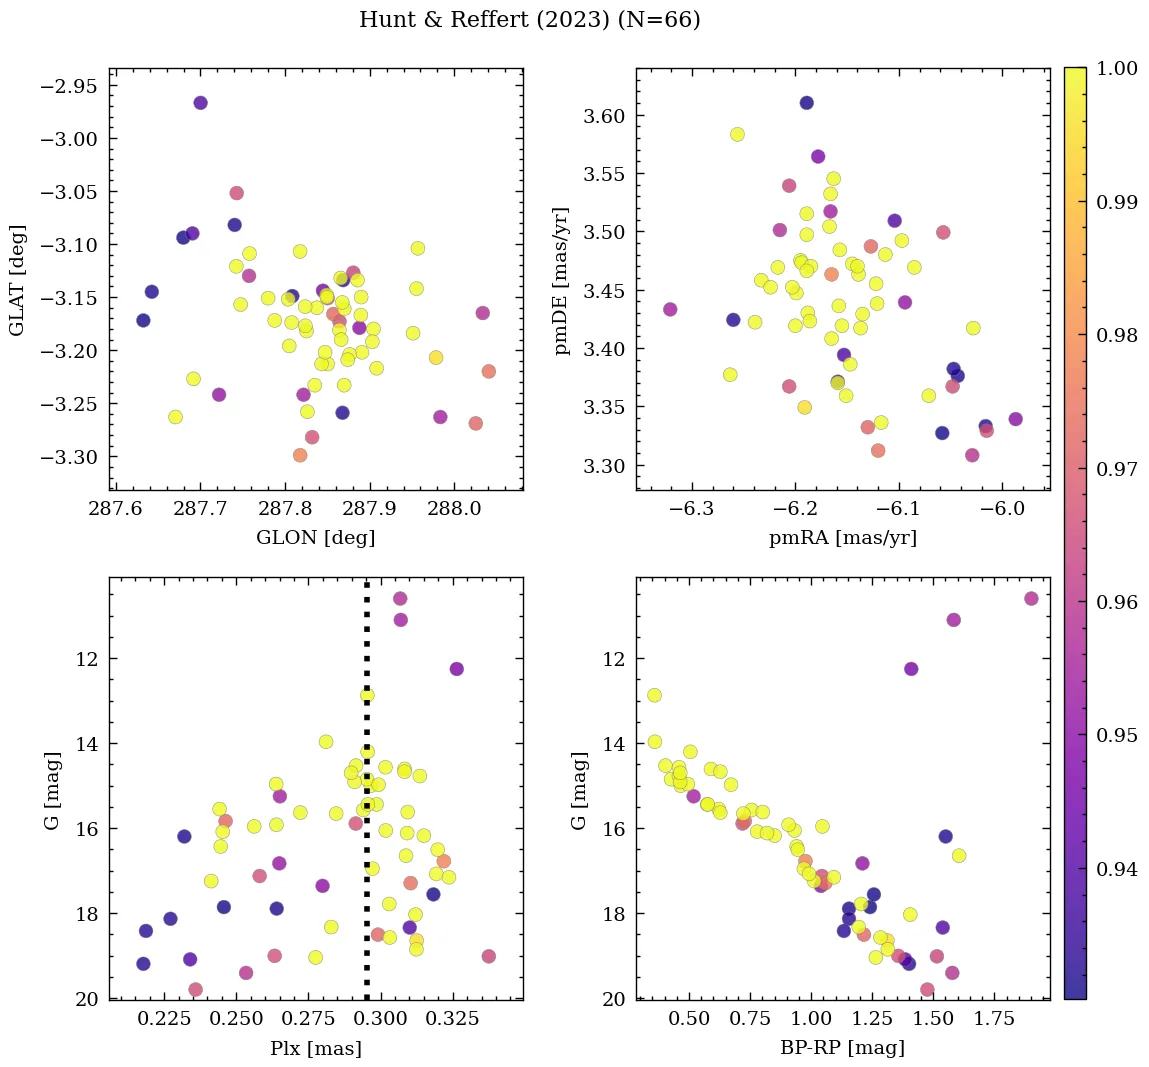 Hunt & Reffert (2023) (N=66)
−2.95
−3.00
−3.05
−3.10
−3.15
−3.20
−3.25
−3.30
GLAT [deg]
287.6 287.7 287.8 287.9 288.0
GLON [deg]
3.60
3.55
3.50
3.45
3.40
3.35
3.30
pmDE [mas/yr]
−6.3 −6.2 −6.1 −6.0
pmRA [mas/yr]
12
14
16
18
20
G [mag]
0.225 0.250 0.275 0.300 0.325
Plx [mas]
12
14
16
18
20
G [mag]
0.50 0.75 1.00 1.25 1.50 1.75
BP-RP [mag]
1.00
0.99
0.98
0.97
0.96
0.95
0.94